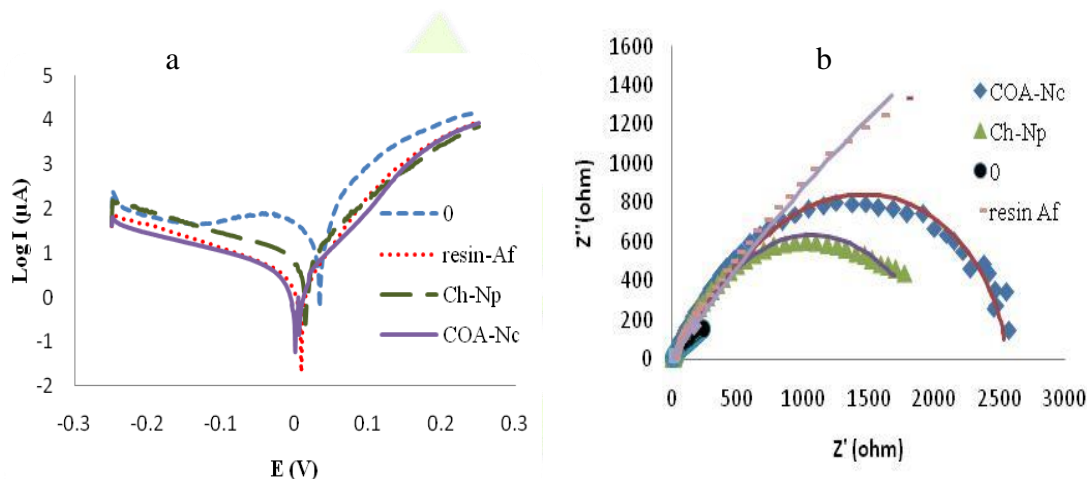 a
5
4
3
2
1
0
-1
-2
Log I (µA)
-0.3
-0.2
-0.1
0
0.1
0.2
0.3
E (V)
0
resin-Af
Ch-Np
COA-Nc
b
1600
1400
1200
1000
800
600
400
200
0
Z'' (ohm)
0
500
1000
1500
2000
2500
3000
Z' (ohm)
COA-Nc
Ch-Np
0
resin Af